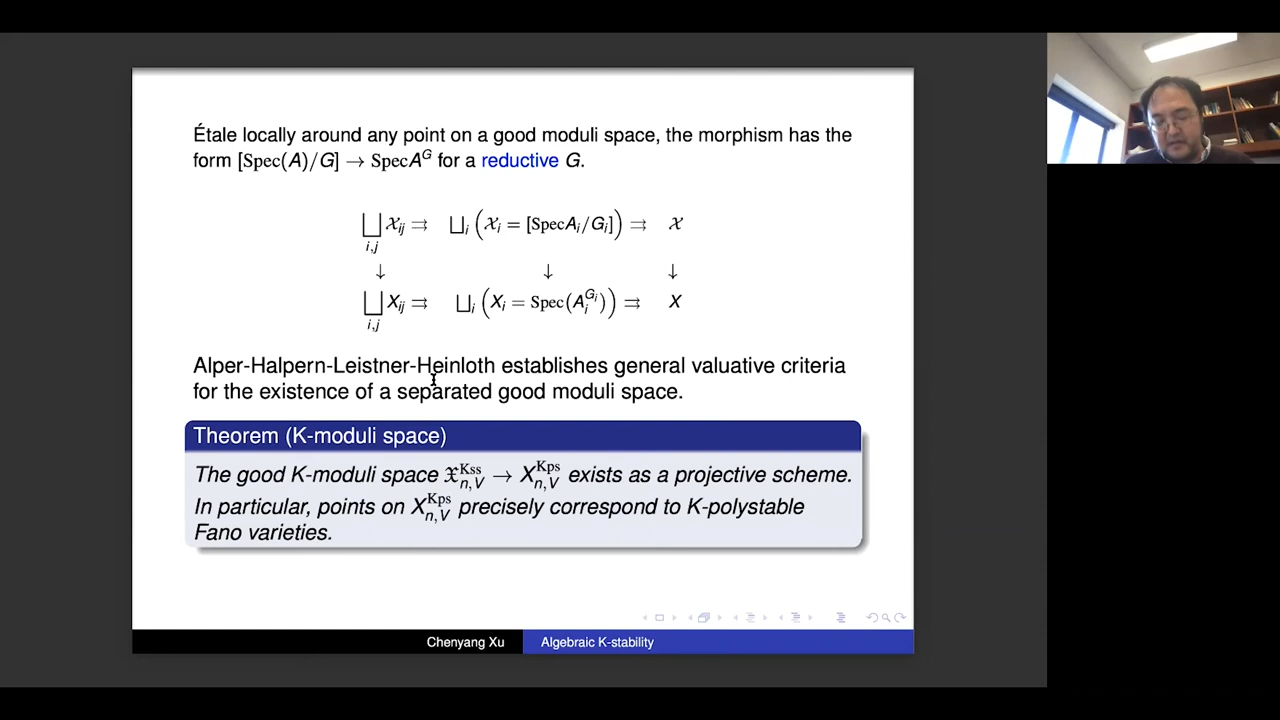 Étale locally around any point on a good moduli space, the morphism has the
form [Spec(A)/G] → SpecA^G for a reductive G.
⨆_{i,j} 𝒳_{ij} ⇉ ⨆_i (𝒳_i = [SpecA_i/G_i]) ⇉ 𝒳
↓ ↓ ↓
⨆_{i,j} X_{ij} ⇉ ⨆_i (X_i = Spec(A_i^{G_i})) ⇉ X
Alper-Halpern-Leistner-Heinloth establishes general valuative criteria
for the existence of a separated good moduli space.
Theorem (K-moduli space)
The good K-moduli space 𝔛^{Kss}_{n,V} → X^{Kps}_{n,V} exists as a projective scheme.
In particular, points on X^{Kps}_{n,V} precisely correspond to K-polystable
Fano varieties.
Chenyang Xu Algebraic K-stability